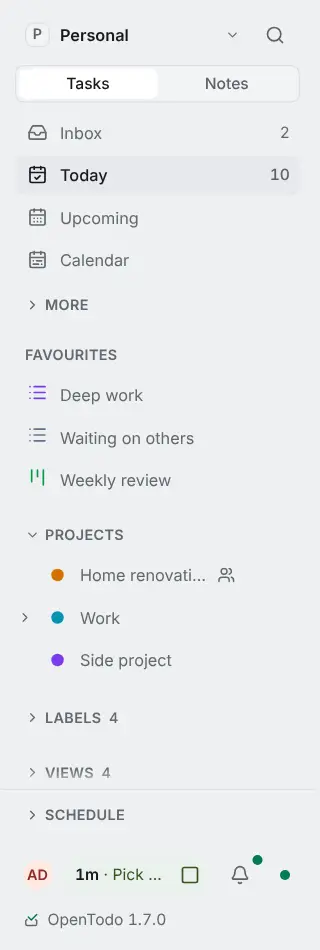 P Personal
Tasks Notes
Inbox 2
Today 10
Upcoming
Calendar
MORE
FAVOURITES
Deep work
Waiting on others
Weekly review
PROJECTS
Home renovati...
Work
Side project
LABELS 4
VIEWS 4
SCHEDULE
AD 1m · Pick ...
OpenTodo 1.7.0